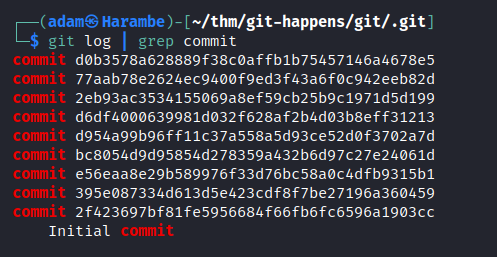 ┌──(adam㉿Harambe)-[~/thm/git-happens/git/.git]
└─$ git log | grep commit
commit d0b3578a628889f38c0affb1b75457146a4678e5
commit 77aab78e2624ec9400f9ed3f43a6f0c942eeb82d
commit 2eb93ac3534155069a8ef59cb25b9c1971d5d199
commit d6df4000639981d032f628af2b4d03b8eff31213
commit d954a99b96ff11c37a558a5d93ce52d0f3702a7d
commit bc8054d9d95854d278359a432b6d97c27e24061d
commit e56eaa8e29b589976f33d76bc58a0c4dfb9315b1
commit 395e087334d613d5e423cdf8f7be27196a360459
commit 2f423697bf81fe5956684f66fb6fc6596a1903cc
    Initial commit